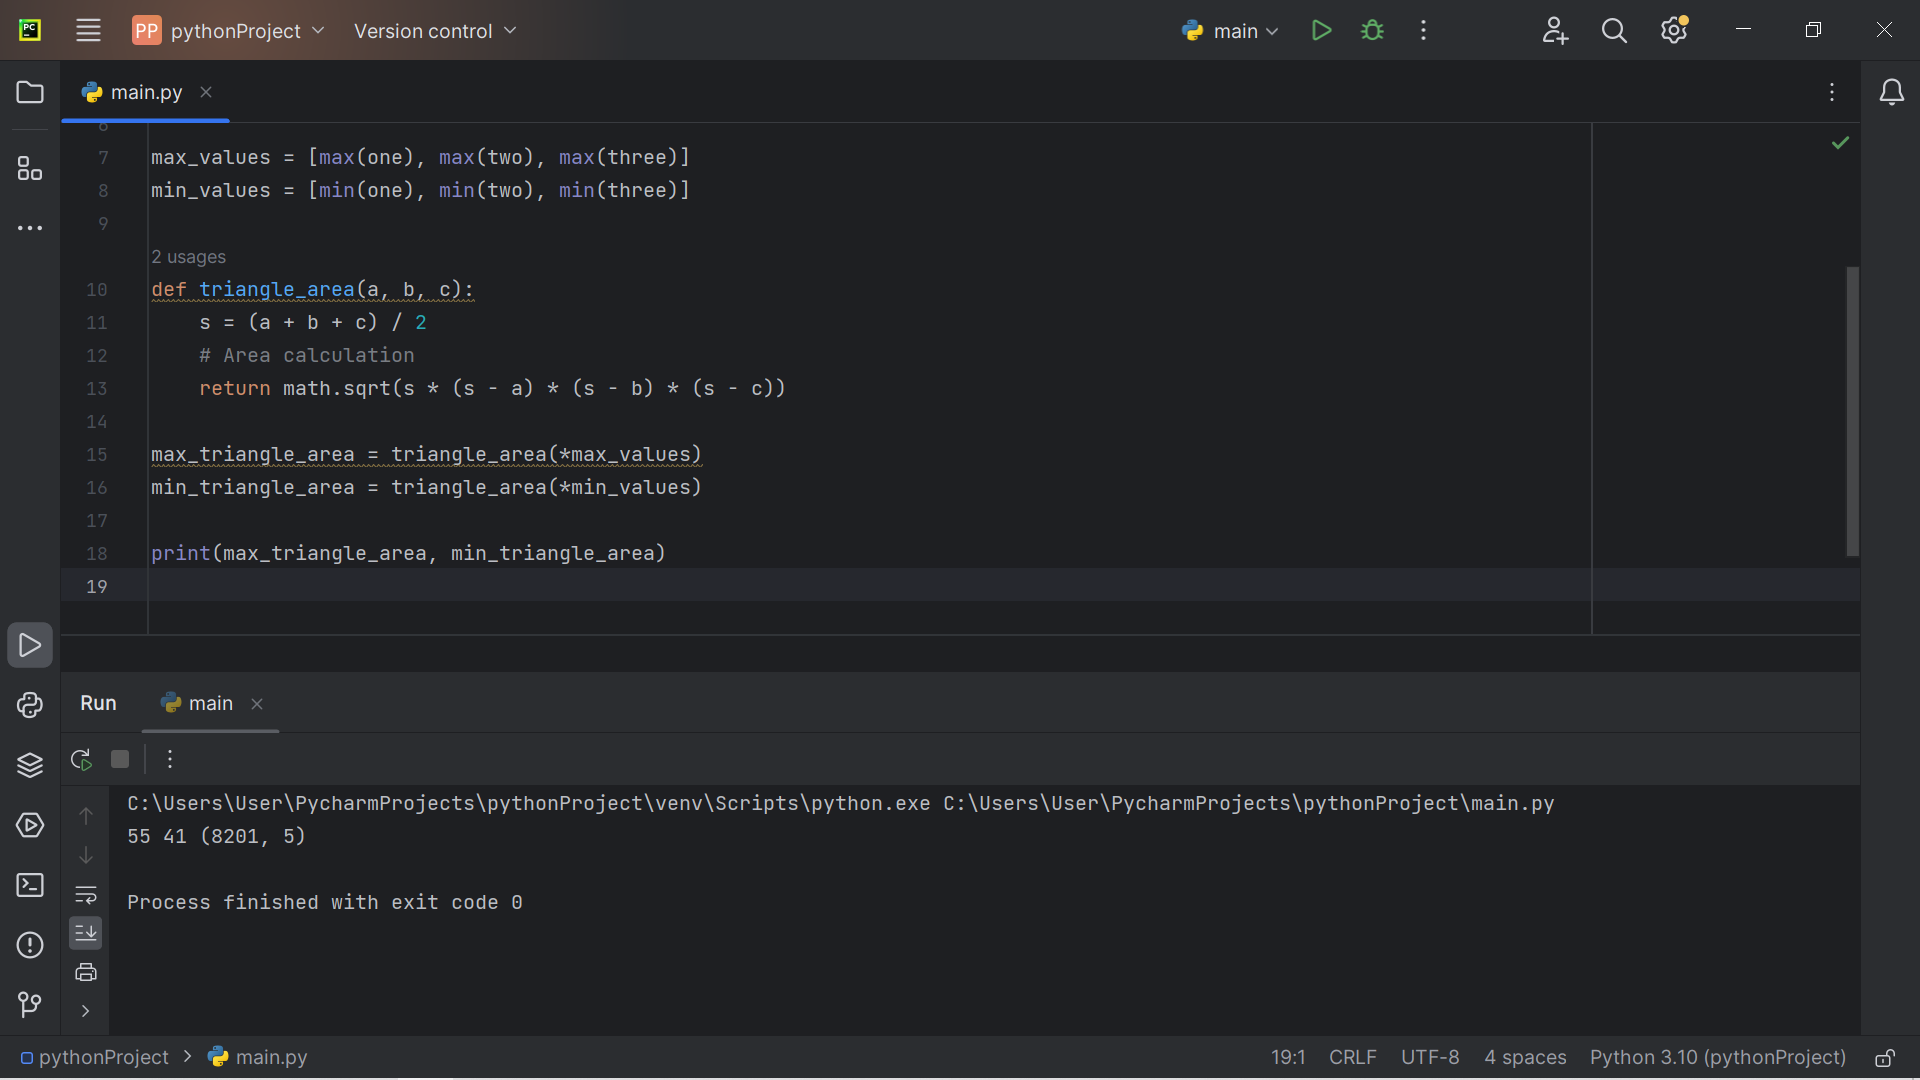 PC
PP pythonProject Version control main
main.py
6
7 max_values = [max(one), max(two), max(three)]
8 min_values = [min(one), min(two), min(three)]
9
2 usages
10 def triangle_area(a, b, c):
11 s = (a + b + c) / 2
12 # Area calculation
13 return math.sqrt(s * (s - a) * (s - b) * (s - c))
14
15 max_triangle_area = triangle_area(*max_values)
16 min_triangle_area = triangle_area(*min_values)
17
18 print(max_triangle_area, min_triangle_area)
19
Run main
C:\Users\User\PycharmProjects\pythonProject\venv\Scripts\python.exe C:\Users\User\PycharmProjects\pythonProject\main.py
55 41 (8201, 5)
Process finished with exit code 0
pythonProject > main.py 19:1 CRLF UTF-8 4 spaces Python 3.10 (pythonProject)